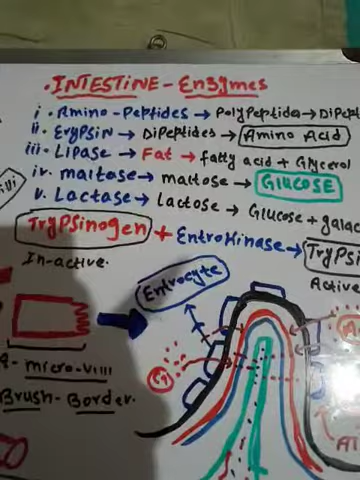 . INTESTINE - Enzymes
i. Amino-Peptides → Polypeptides → Dipept
ii. Erypsin → Dipeptides → Amino Acid
iii. Lipase → Fat → fatty acid + Glycerol
iv. maltase → maltose → Glucose
v. Lactase → Lactose → Glucose + galac
Trypsinogen + Entrokinase → Trypsi
In-active.
Active
Entrocyte
micro-villi
Brush-Border.